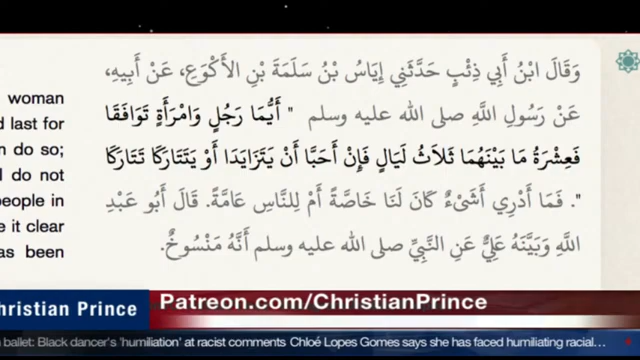 وَقَالَ ابْنُ أَبِي ذِئْبٍ حَدَّثَنِي إِيَاسُ بْنُ سَلَمَةَ بْنِ الأَكْوَعِ، عَنْ أَبِيهِ،
عَنْ رَسُولِ اللَّهِ صلى الله عليه وسلم " أَيُّمَا رَجُلٍ وَامْرَأَةٍ تَوَافَقَا
فَعِشْرَةُ مَا بَيْنَهُمَا ثَلاَثُ لَيَالٍ فَإِنْ أَحَبَّا أَنْ يَتَزَايَدَا أَوْ يَتَتَارَكَا تَتَارَكَا
". فَمَا أَدْرِي أَشَىْءٌ كَانَ لَنَا خَاصَّةً أَمْ لِلنَّاسِ عَامَّةً. قَالَ أَبُو عَبْدِ
اللَّهِ وَبَيَّنَهُ عَلِيٌّ عَنِ النَّبِيِّ صلى الله عليه وسلم أَنَّهُ مَنْسُوخٌ.
woman
last for
do so;
do not
people in
it clear
been
hristian Prince
Patreon.com/ChristianPrince
ballet: Black dancer's 'humiliation' at racist comments Chloé Lopes Gomes says she has faced humiliating racial...